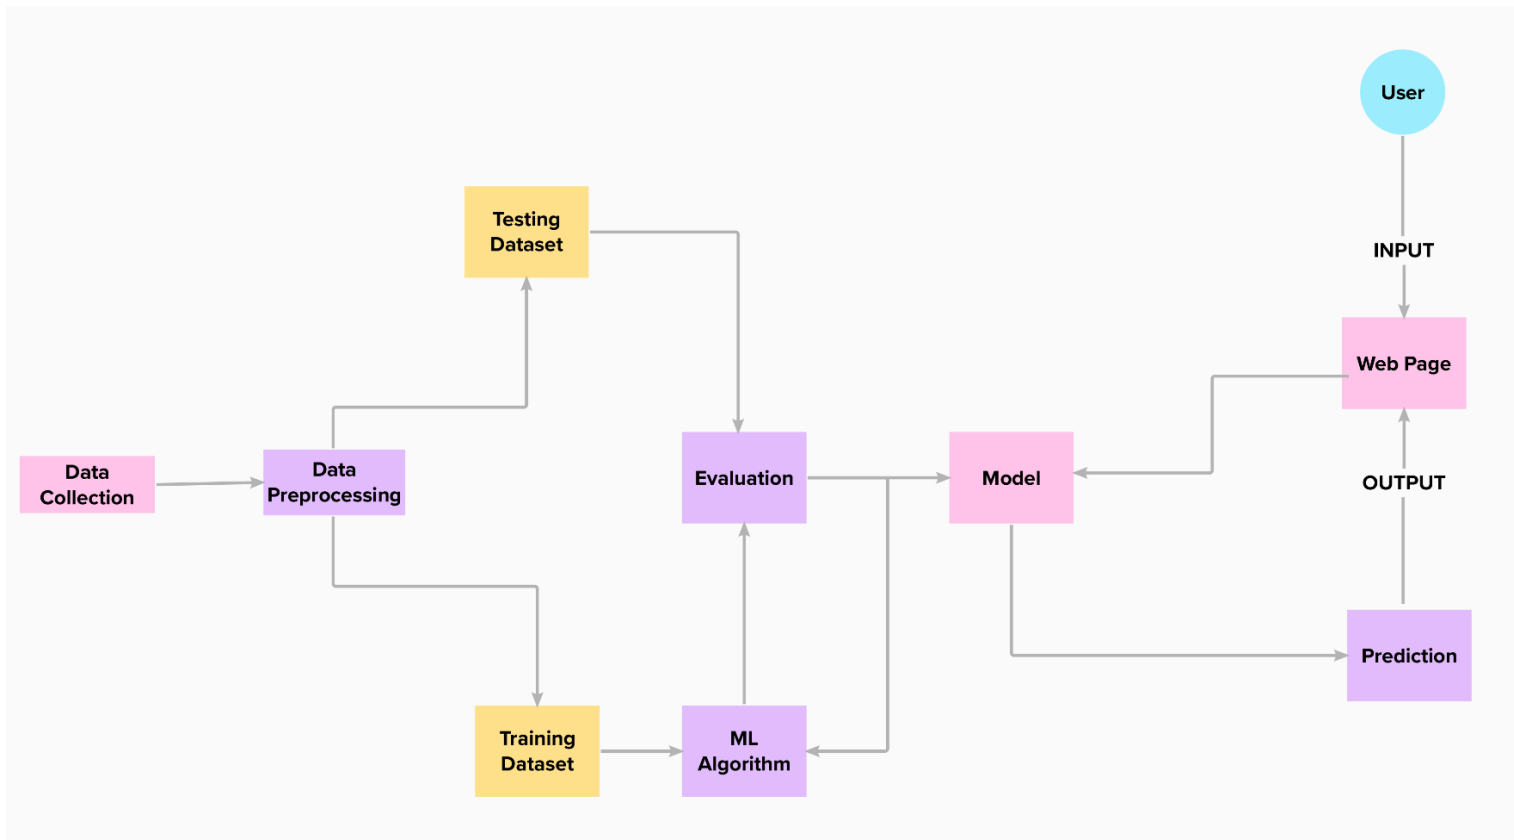 User
INPUT
Web Page
OUTPUT
Prediction
Testing
Dataset
Data
Collection
Data
Preprocessing
Evaluation
Model
Training
Dataset
ML
Algorithm